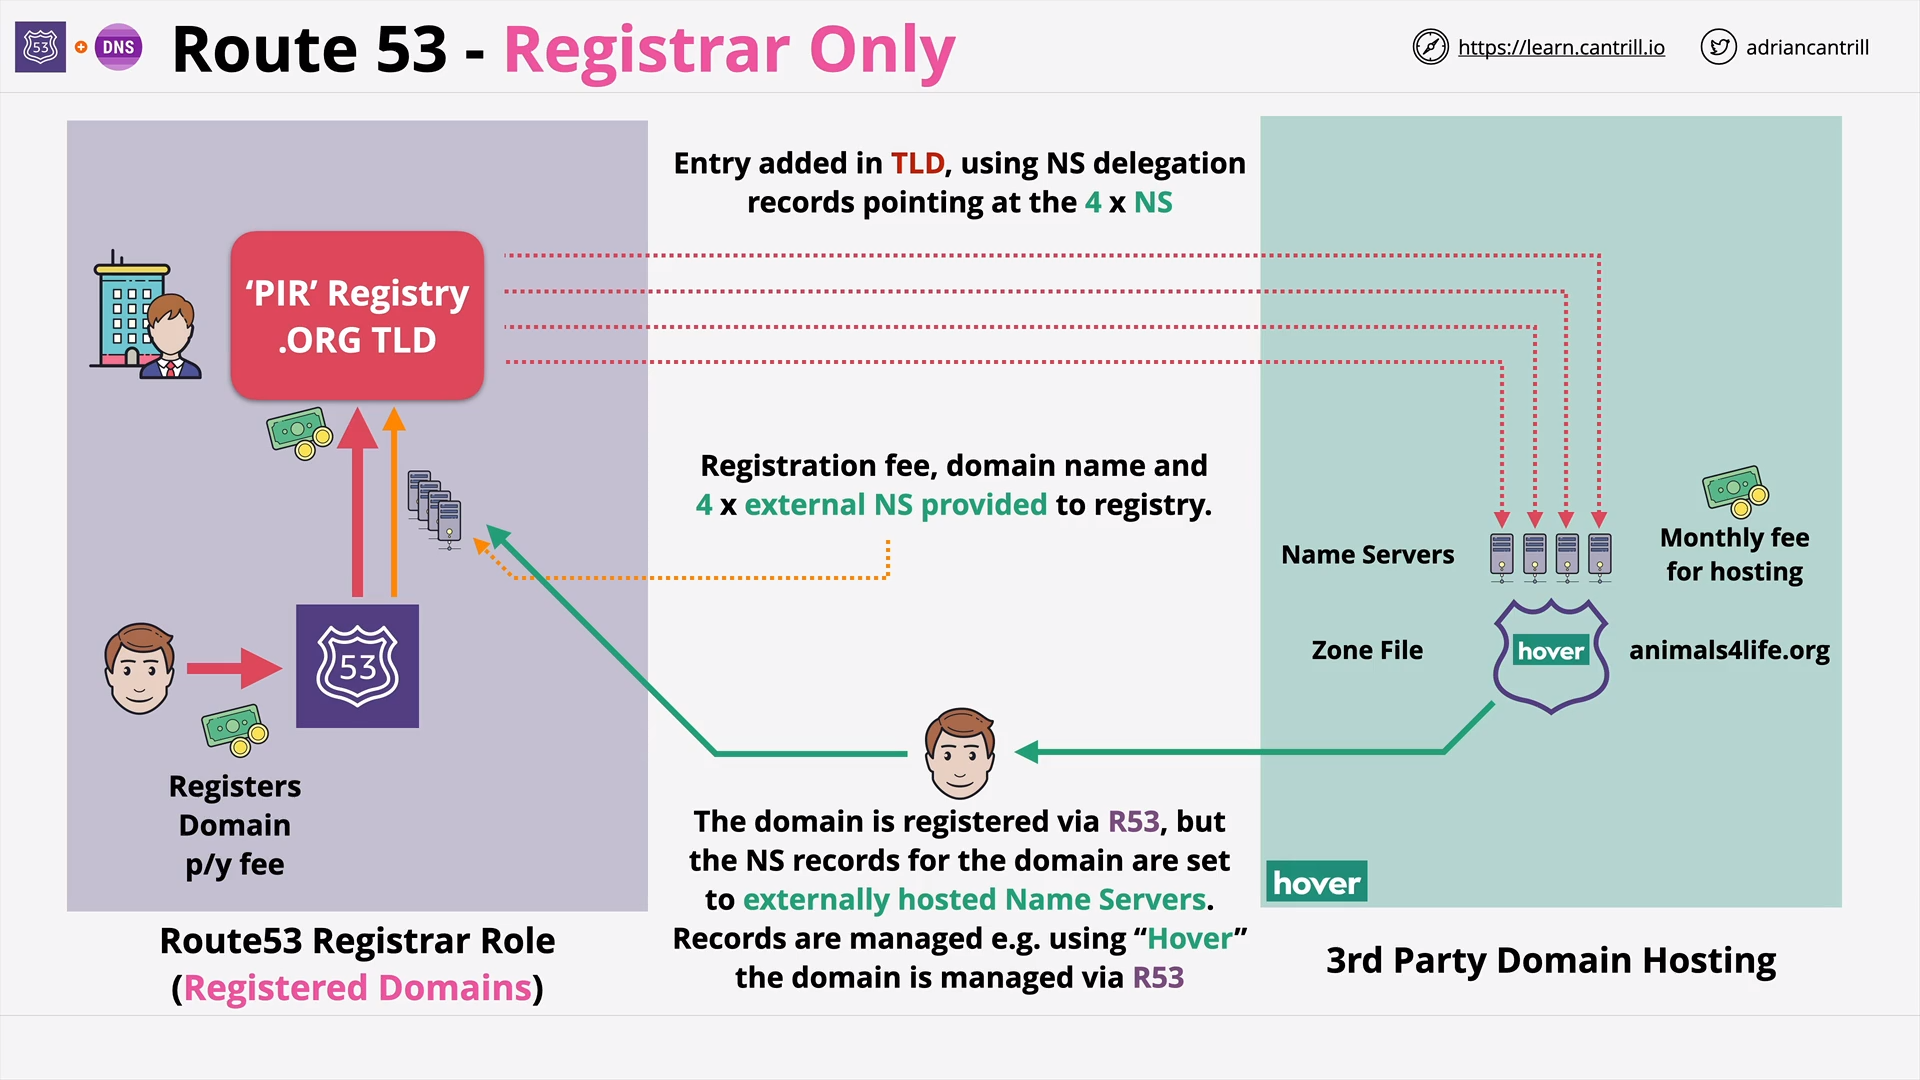 53 DNS Route 53 - Registrar Only
https://learn.cantrill.io adriancantrill
Entry added in TLD, using NS delegation
records pointing at the 4 x NS
‘PIR’ Registry
.ORG TLD
Registration fee, domain name and
4 x external NS provided to registry.
53
Registers
Domain
p/y fee
Name Servers
Monthly fee
for hosting
Zone File
hover
animals4life.org
The domain is registered via R53, but
the NS records for the domain are set
to externally hosted Name Servers.
Records are managed e.g. using “Hover”
the domain is managed via R53
hover
Route53 Registrar Role
(Registered Domains)
3rd Party Domain Hosting